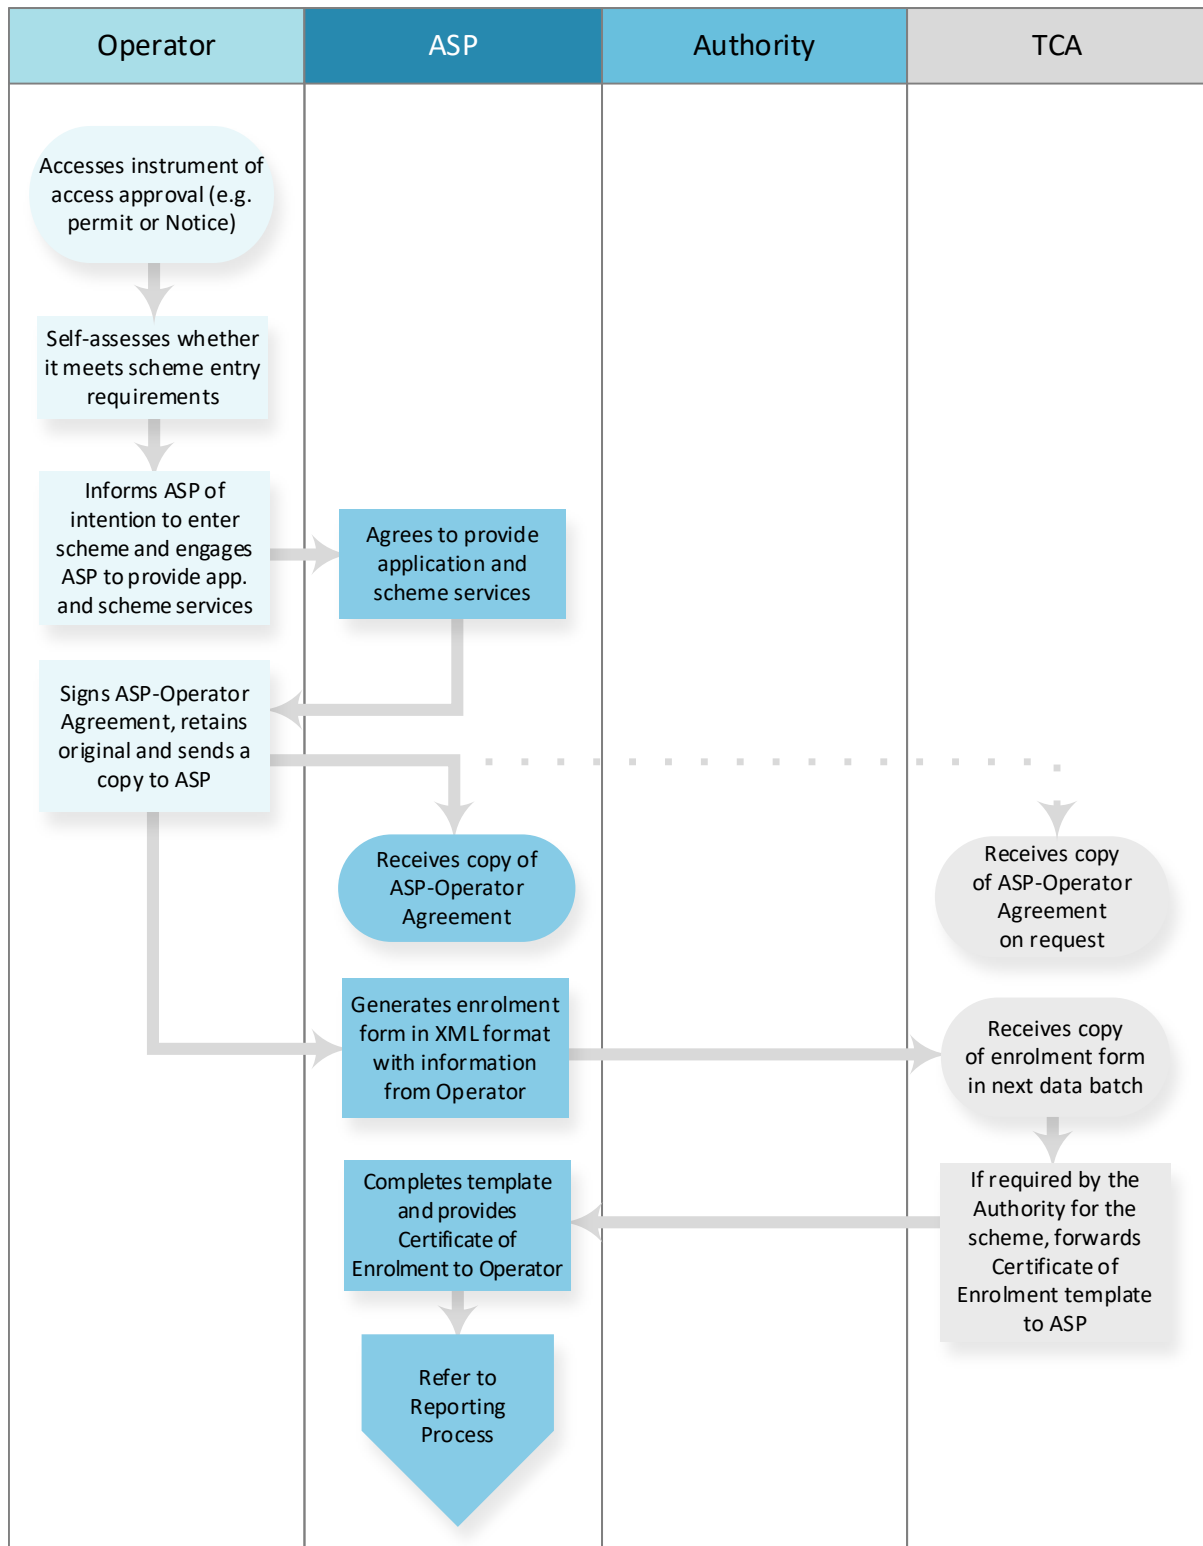 Operator
ASP
Authority
TCA
Accesses instrument of
access approval (e.g.
permit or Notice)
Self-assesses whether
it meets scheme entry
requirements
Informs ASP of
intention to enter
scheme and engages
ASP to provide app.
and scheme services
Agrees to provide
application and
scheme services
Signs ASP-Operator
Agreement, retains
original and sends a
copy to ASP
Receives copy of
ASP-Operator
Agreement
Receives copy
of ASP-Operator
Agreement
on request
Generates enrolment
form in XML format
with information
from Operator
Receives copy
of enrolment form
in next data batch
Completes template
and provides
Certificate of
Enrolment to Operator
If required by the
Authority for the
scheme, forwards
Certificate of
Enrolment template
to ASP
Refer to
Reporting
Process